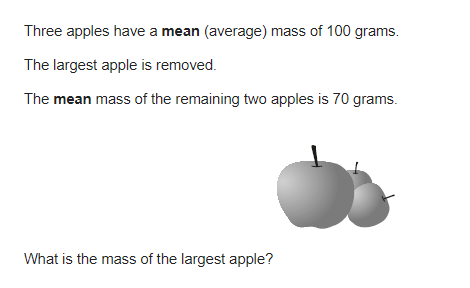 Three apples have a mean (average) mass of 100 grams.
The largest apple is removed.
The mean mass of the remaining two apples is 70 grams.
What is the mass of the largest apple?